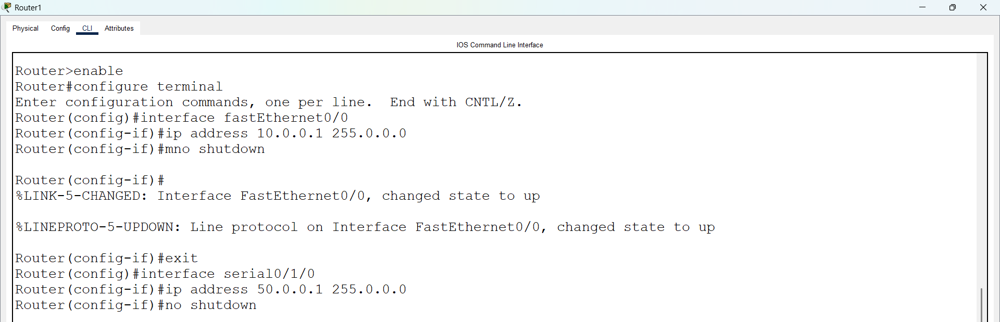 Router1
Physical Config CLI Attributes
IOS Command Line Interface
Router>enable
Router#configure terminal
Enter configuration commands, one per line.  End with CNTL/Z.
Router(config)#interface fastEthernet0/0
Router(config-if)#ip address 10.0.0.1 255.0.0.0
Router(config-if)#mno shutdown
Router(config-if)#
%LINK-5-CHANGED: Interface FastEthernet0/0, changed state to up
%LINEPROTO-5-UPDOWN: Line protocol on Interface FastEthernet0/0, changed state to up
Router(config-if)#exit
Router(config)#interface serial0/1/0
Router(config-if)#ip address 50.0.0.1 255.0.0.0
Router(config-if)#no shutdown